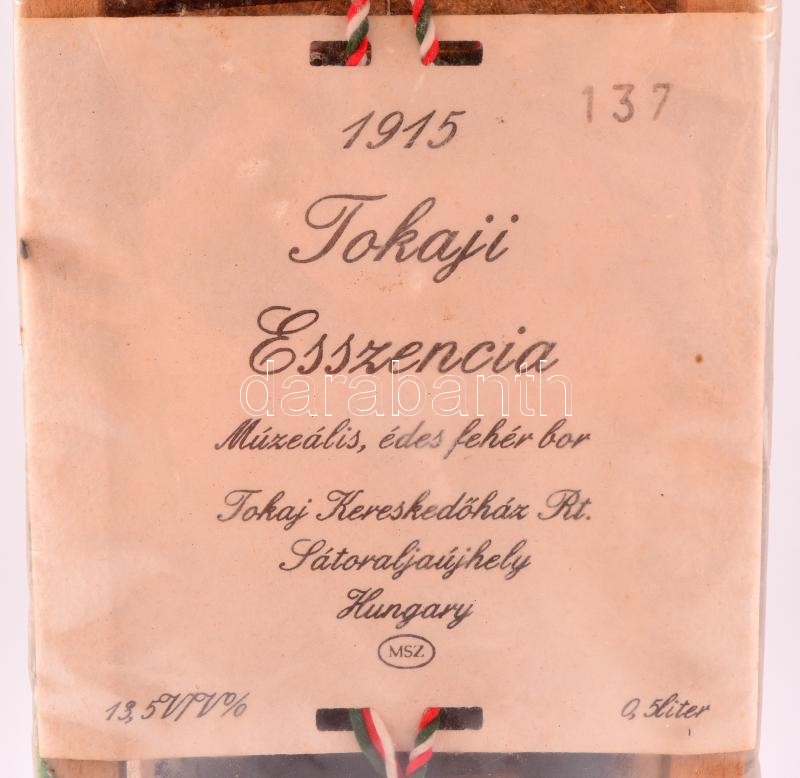 137
1915
Tokaji
Esszencia
darabanth
Múzeális, édes fehér bor
Tokaj Kereskedőház Rt.
Sátoraljaújhely
Hungary
MSZ
13,5V/V% 0,5liter